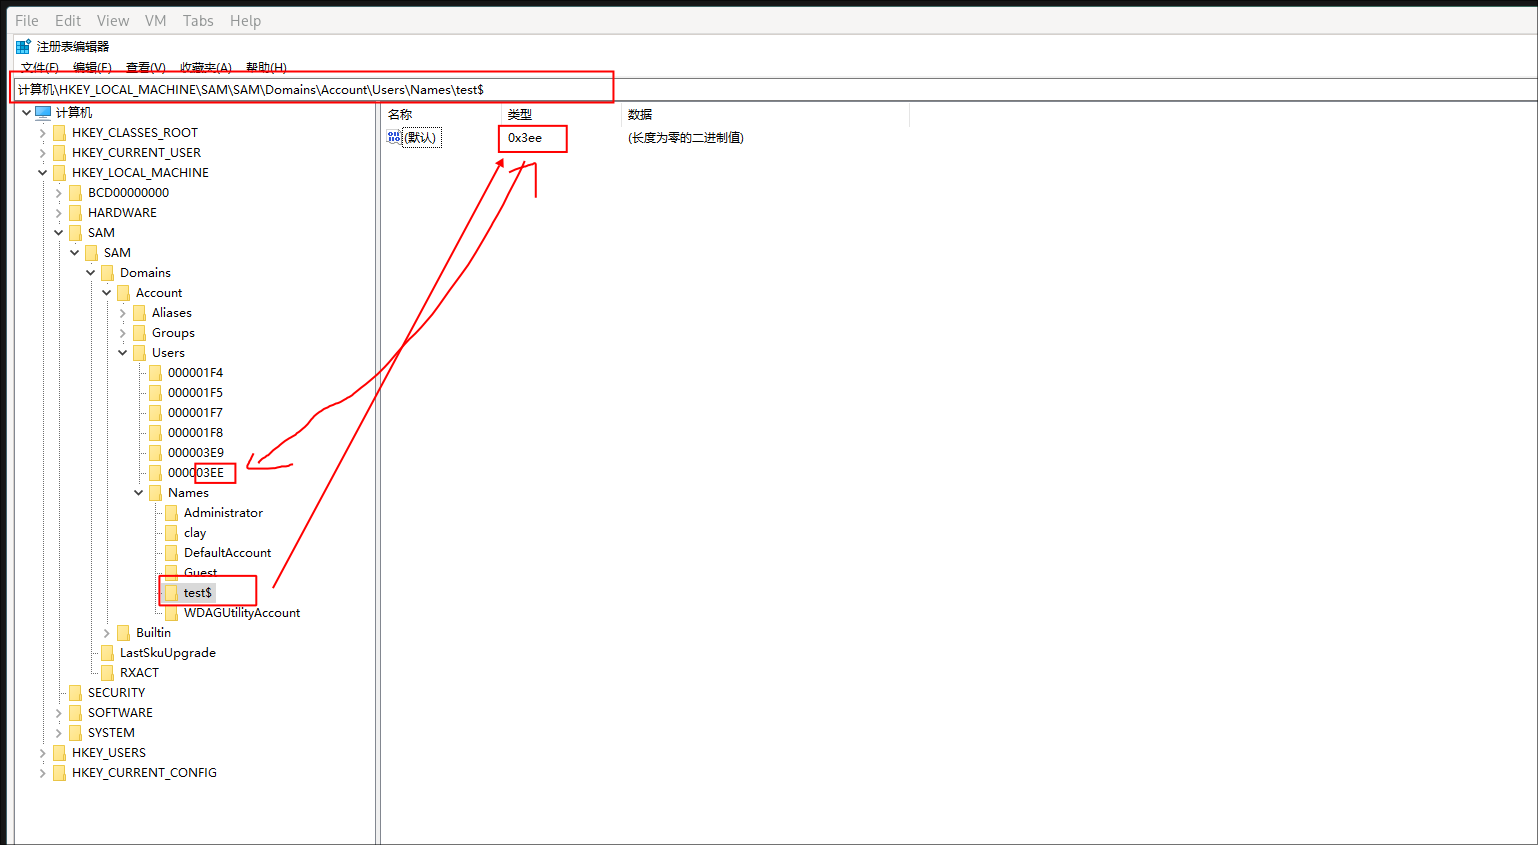 File Edit View VM Tabs Help
注册表编辑器
文件(F) 编辑(E) 查看(V) 收藏夹(A) 帮助(H)
计算机\HKEY_LOCAL_MACHINE\SAM\SAM\Domains\Account\Users\Names\test$
计算机
HKEY_CLASSES_ROOT
HKEY_CURRENT_USER
HKEY_LOCAL_MACHINE
BCD00000000
HARDWARE
SAM
SAM
Domains
Account
Aliases
Groups
Users
000001F4
000001F5
000001F7
000001F8
000003E9
000003EE
Names
Administrator
clay
DefaultAccount
Guest
test$
WDAGUtilityAccount
Builtin
LastSkuUpgrade
RXACT
SECURITY
SOFTWARE
SYSTEM
HKEY_USERS
HKEY_CURRENT_CONFIG
名称 类型 数据
(默认) 0x3ee (长度为零的二进制值)